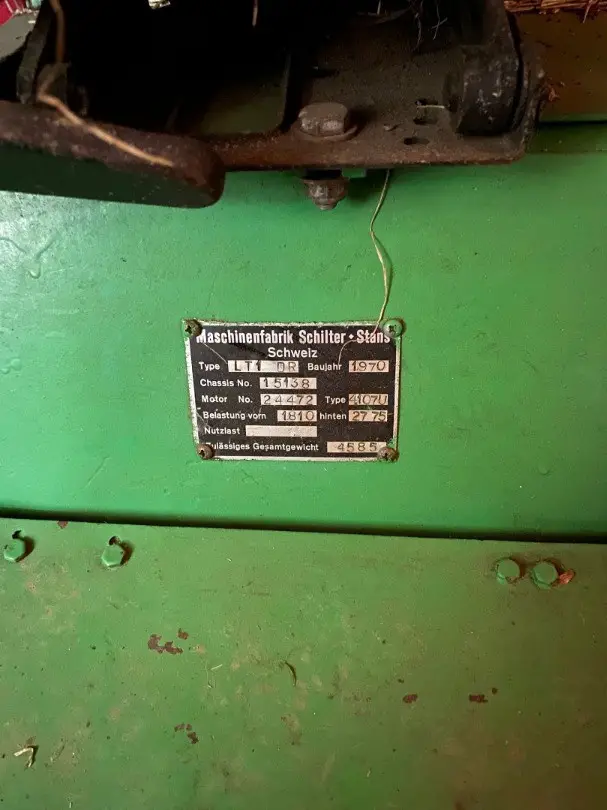 Maschinenfabrik Schilter • Stans
Schweiz
Type LT1 DR Baujahr 1970
Chassis No. 15138
Motor No. 24472 Type 4107U
Belastung vorn 1810 hinten 2775
Nutzlast
Zulässiges Gesamtgewicht 4585